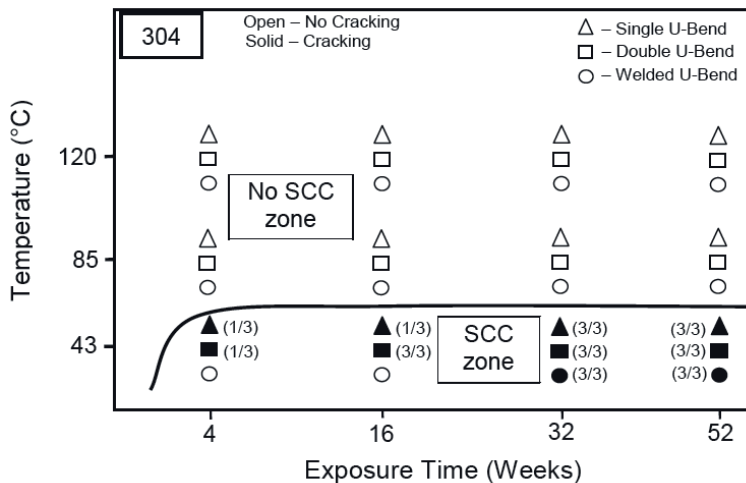 304
Open – No Cracking
Solid – Cracking
– Single U-Bend
– Double U-Bend
– Welded U-Bend
Temperature (°C)
120
85
43
No SCC
zone
SCC
zone
(1/3) (1/3) (3/3) (3/3)
(1/3) (3/3) (3/3) (3/3)
(3/3) (3/3)
4 16 32 52
Exposure Time (Weeks)